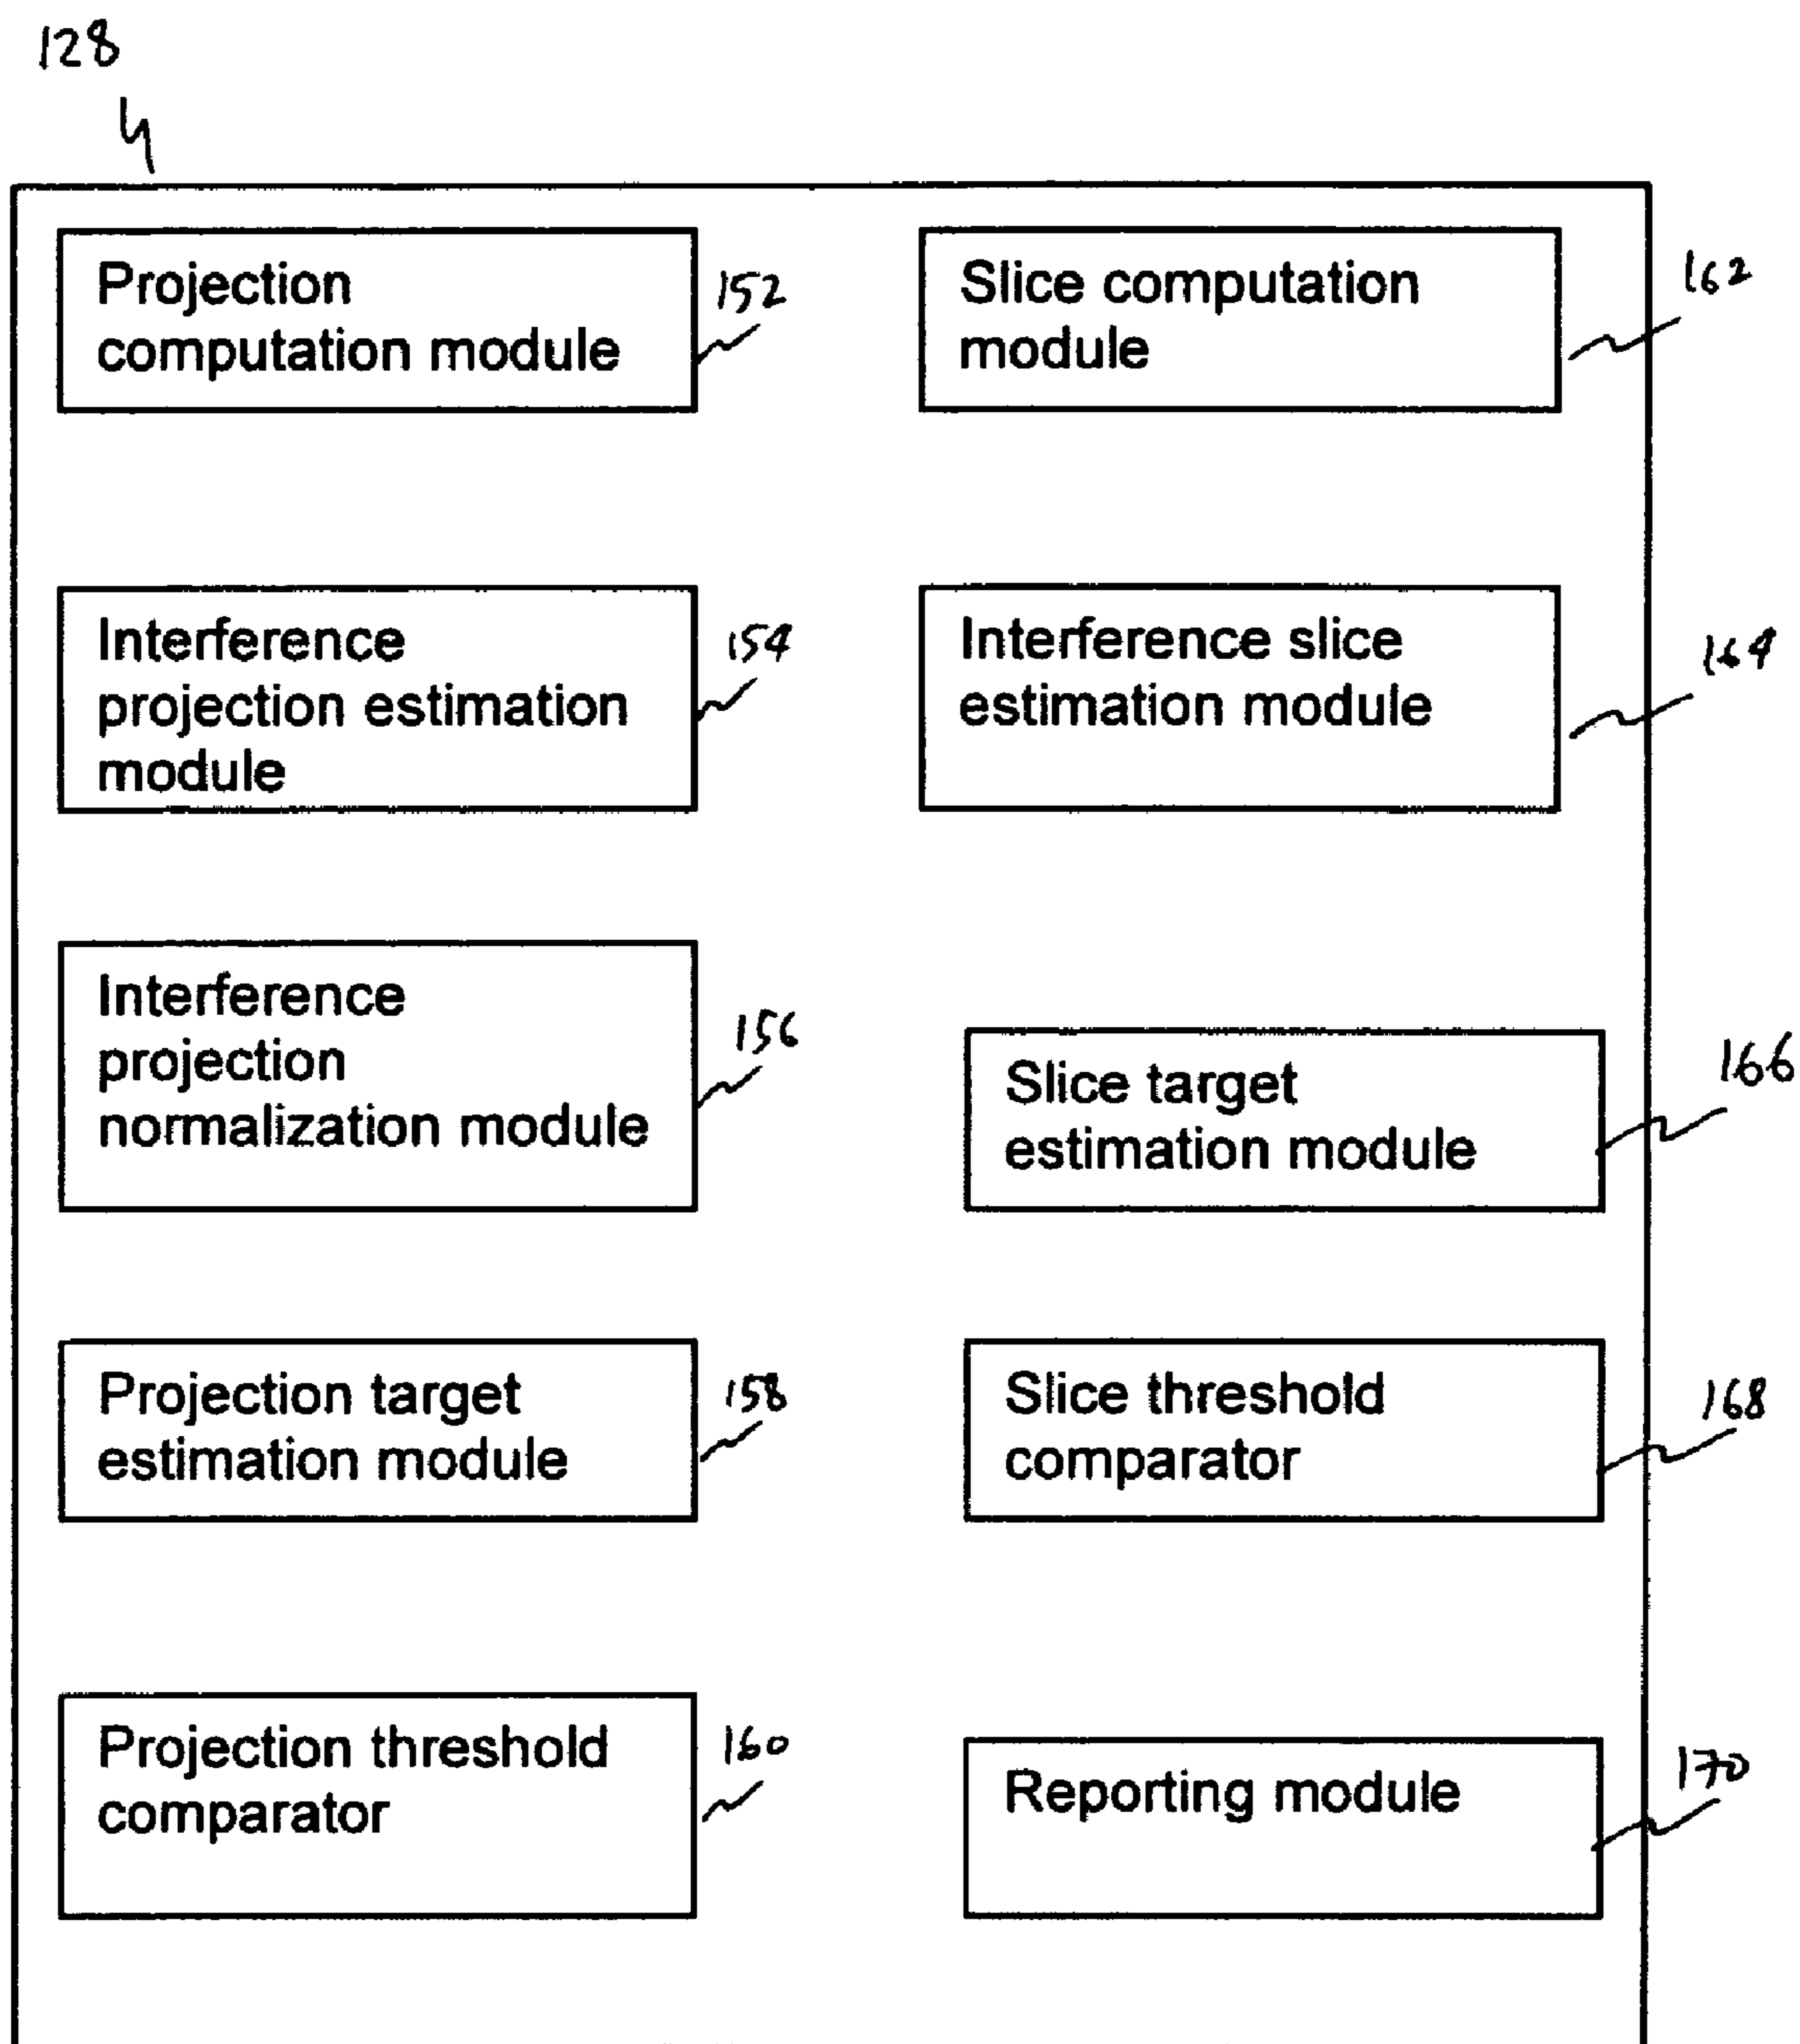 128
Projection
computation module
152
Slice computation
module
162
Interference
projection estimation
module
154
Interference slice
estimation module
164
Interference
projection
normalization module
156
Slice target
estimation module
166
Projection target
estimation module
158
Slice threshold
comparator
168
Projection threshold
comparator
160
Reporting module
170